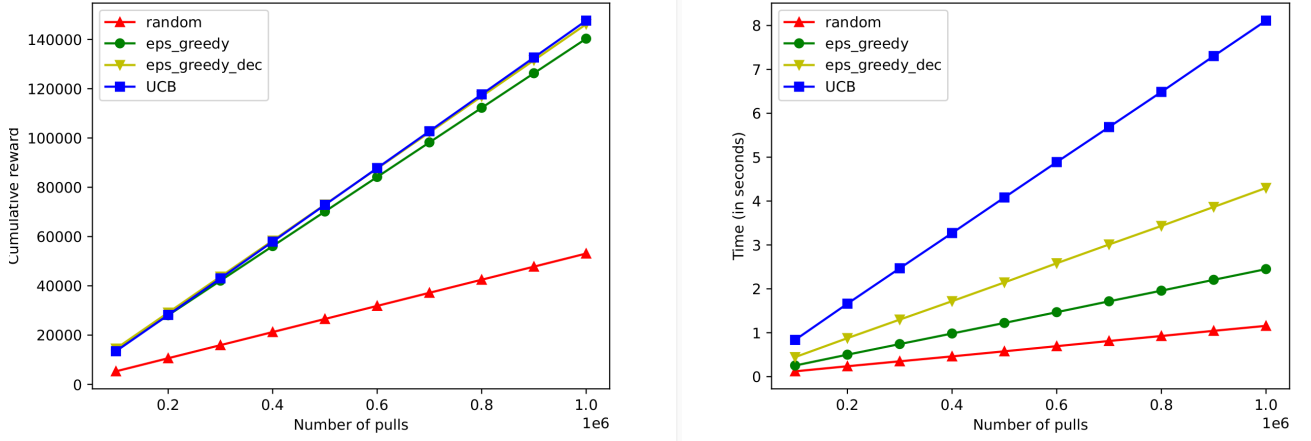 random
eps_greedy
eps_greedy_dec
UCB
Cumulative reward
140000
120000
100000
80000
60000
40000
20000
0
0.2 0.4 0.6 0.8 1.0
1e6
Number of pulls
random
eps_greedy
eps_greedy_dec
UCB
Time (in seconds)
8
7
6
5
4
3
2
1
0
0.2 0.4 0.6 0.8 1.0
1e6
Number of pulls